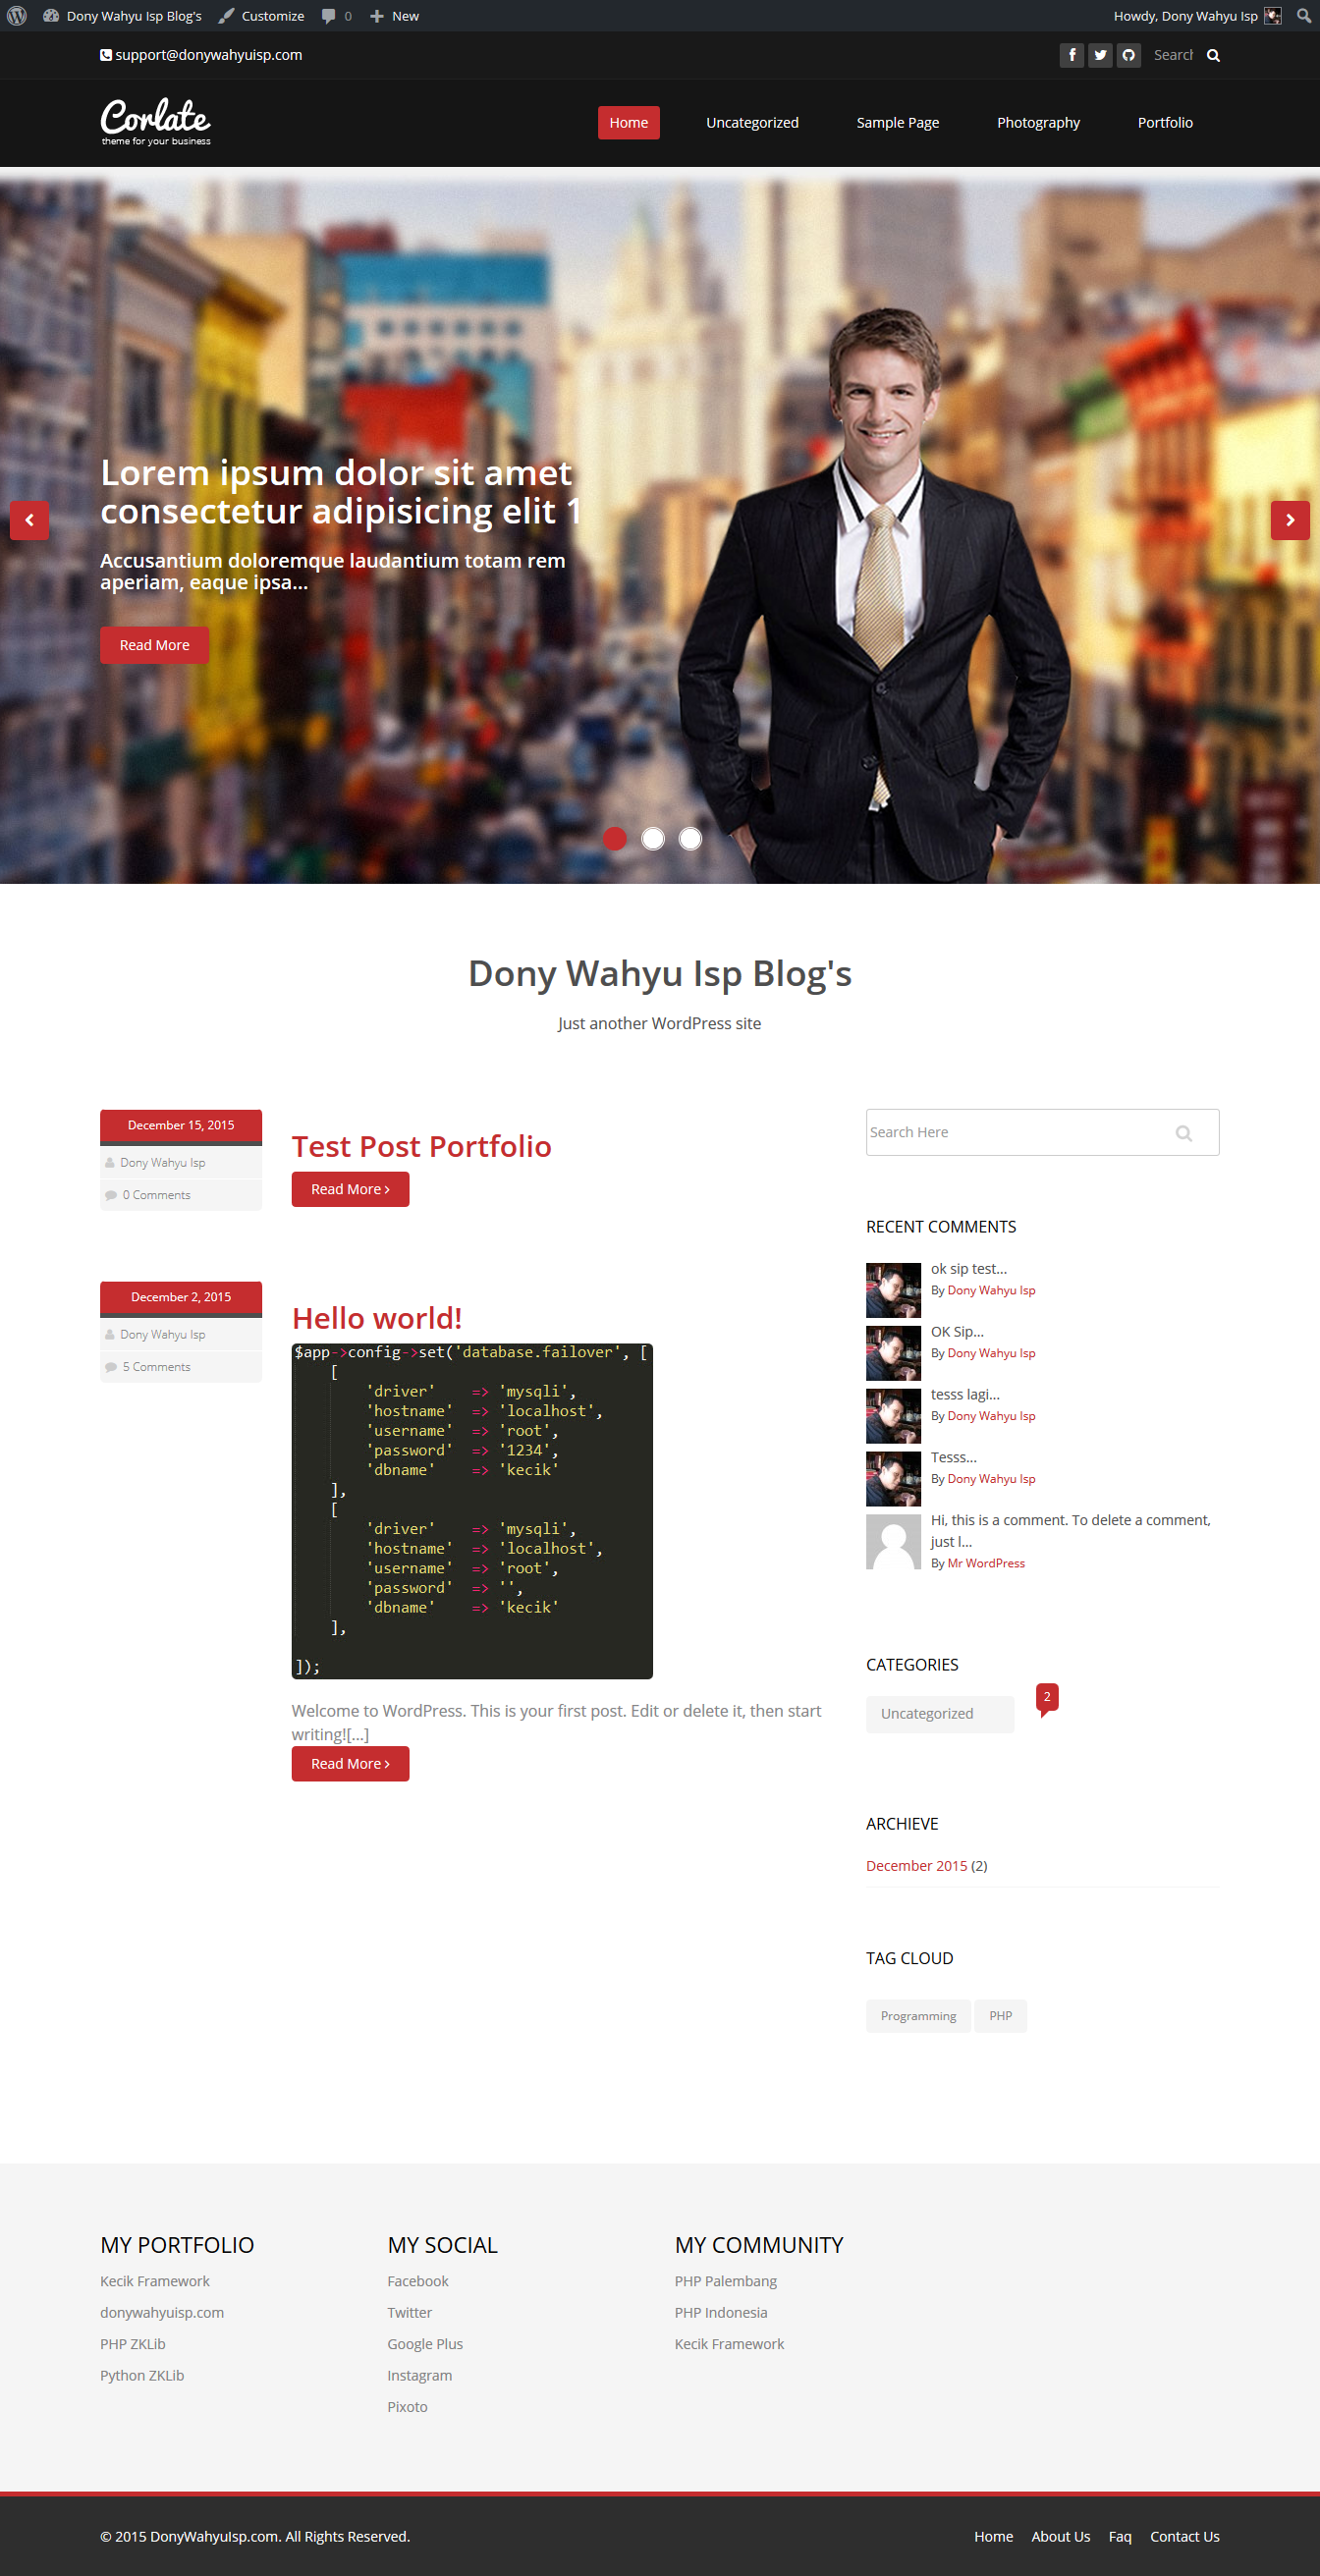 Dony Wahyu Isp Blog's Customize 0 New Howdy, Dony Wahyu Isp
support@donywahyuisp.com Search
Corlate
theme for your business
Home Uncategorized Sample Page Photography Portfolio
Lorem ipsum dolor sit amet
consectetur adipisicing elit 1
Accusantium doloremque laudantium totam rem
aperiam, eaque ipsa...
Read More
Dony Wahyu Isp Blog's
Just another WordPress site
December 15, 2015
Dony Wahyu Isp
0 Comments
Test Post Portfolio
Read More
December 2, 2015
Dony Wahyu Isp
5 Comments
Hello world!
$app->config->set('database.failover', [
[
'driver' => 'mysqli',
'hostname' => 'localhost',
'username' => 'root',
'password' => '1234',
'dbname' => 'kecik'
],
[
'driver' => 'mysqli',
'hostname' => 'localhost',
'username' => 'root',
'password' => '',
'dbname' => 'kecik'
],
]);
Welcome to WordPress. This is your first post. Edit or delete it, then start
writing![...]
Read More
Search Here
RECENT COMMENTS
ok sip test...
By Dony Wahyu Isp
OK Sip...
By Dony Wahyu Isp
tesss lagi...
By Dony Wahyu Isp
Tesss...
By Dony Wahyu Isp
Hi, this is a comment. To delete a comment,
just l...
By Mr WordPress
CATEGORIES
Uncategorized 2
ARCHIEVE
December 2015 (2)
TAG CLOUD
Programming PHP
MY PORTFOLIO
Kecik Framework
donywahyuisp.com
PHP ZKLib
Python ZKLib
MY SOCIAL
Facebook
Twitter
Google Plus
Instagram
Pixoto
MY COMMUNITY
PHP Palembang
PHP Indonesia
Kecik Framework
© 2015 DonyWahyuIsp.com. All Rights Reserved.
Home About Us Faq Contact Us